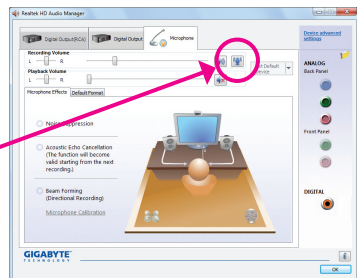 Realtek HD Audio Manager
Digital Output(RCA)
Digital Output
Microphone
Device advanced
settings
Recording Volume
L
R
Set Default
Device
Playback Volume
L
R
ANALOG
Back Panel
Microphone Effects
Default Format
Noise Suppression
Acoustic Echo Cancellation
(The function will become
valid starting from the next
recording.)
Front Panel
Beam Forming
(Directional Recording)
Microphone Calibration
DIGITAL
GIGABYTE
TECHNOLOGY
i
OK